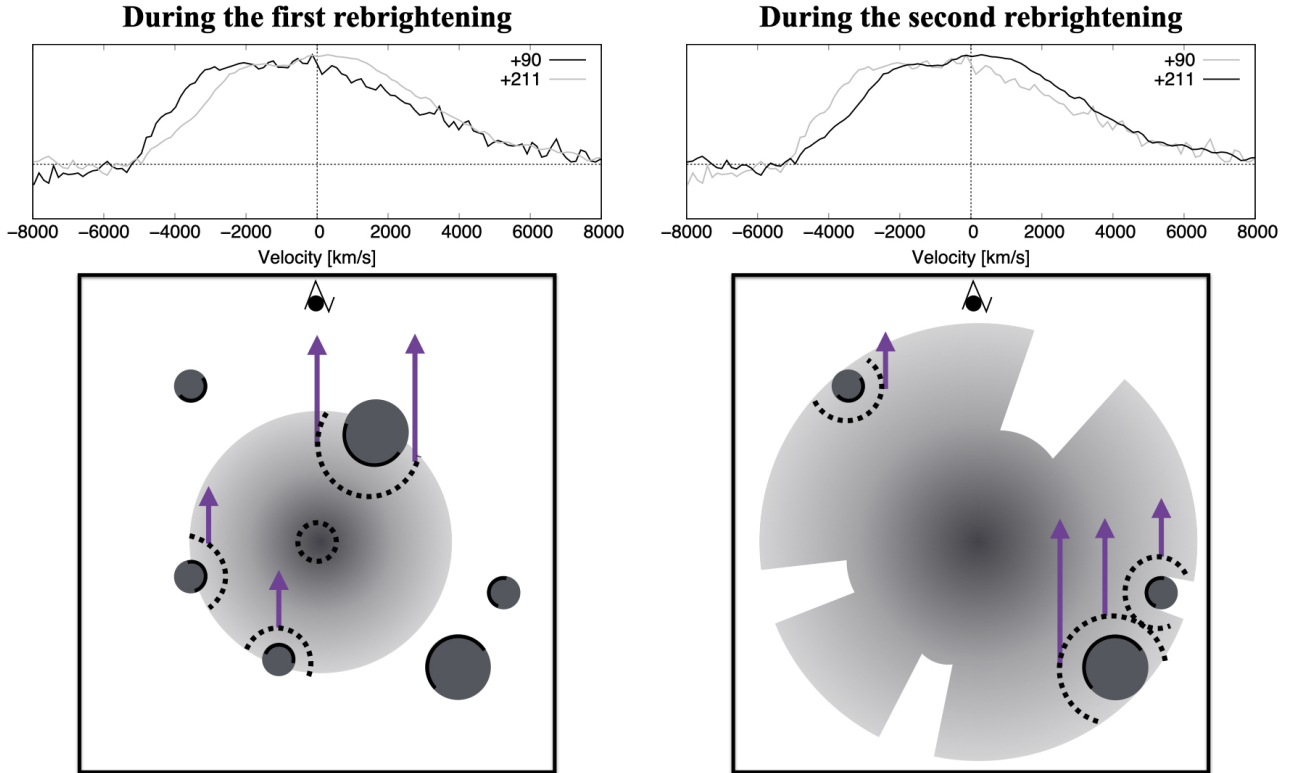 During the first rebrightening
During the second rebrightening
+90
+211
−8000 −6000 −4000 −2000 0 2000 4000 6000 8000
Velocity [km/s]
+90
+211
−8000 −6000 −4000 −2000 0 2000 4000 6000 8000
Velocity [km/s]